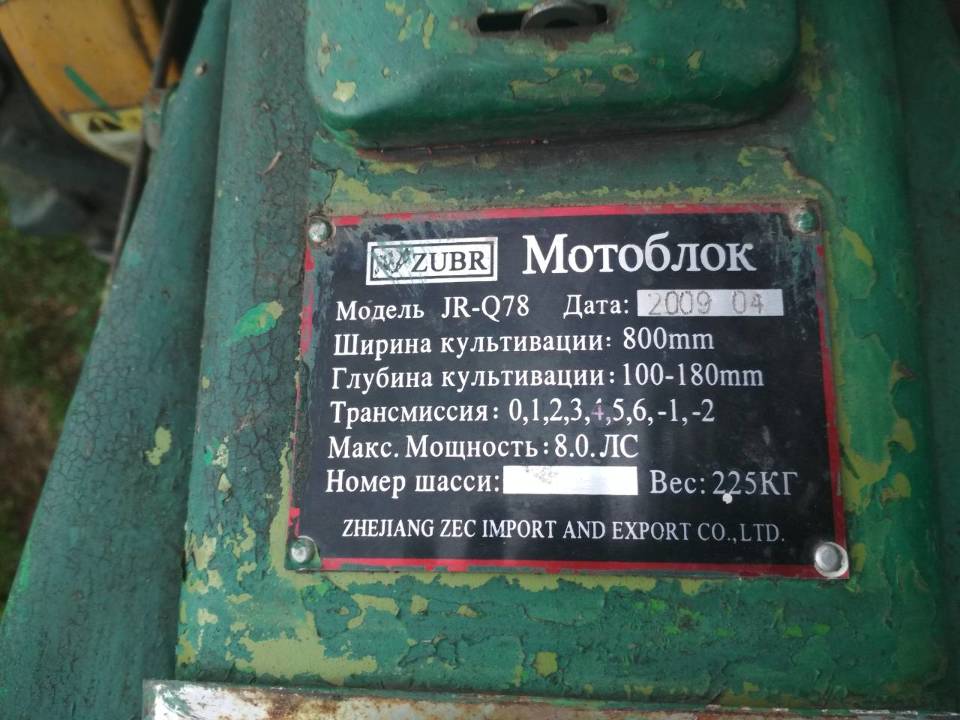 ZUBR Мотоблок
Модель JR-Q78 Дата: 2009 04
Ширина культивации: 800mm
Глубина культивации: 100-180mm
Трансмиссия: 0,1,2,3,4,5,6,-1,-2
Макс. Мощность: 8.0.ЛС
Номер шасси: Вес: 225КГ
ZHEJIANG ZEC IMPORT AND EXPORT CO.,LTD.